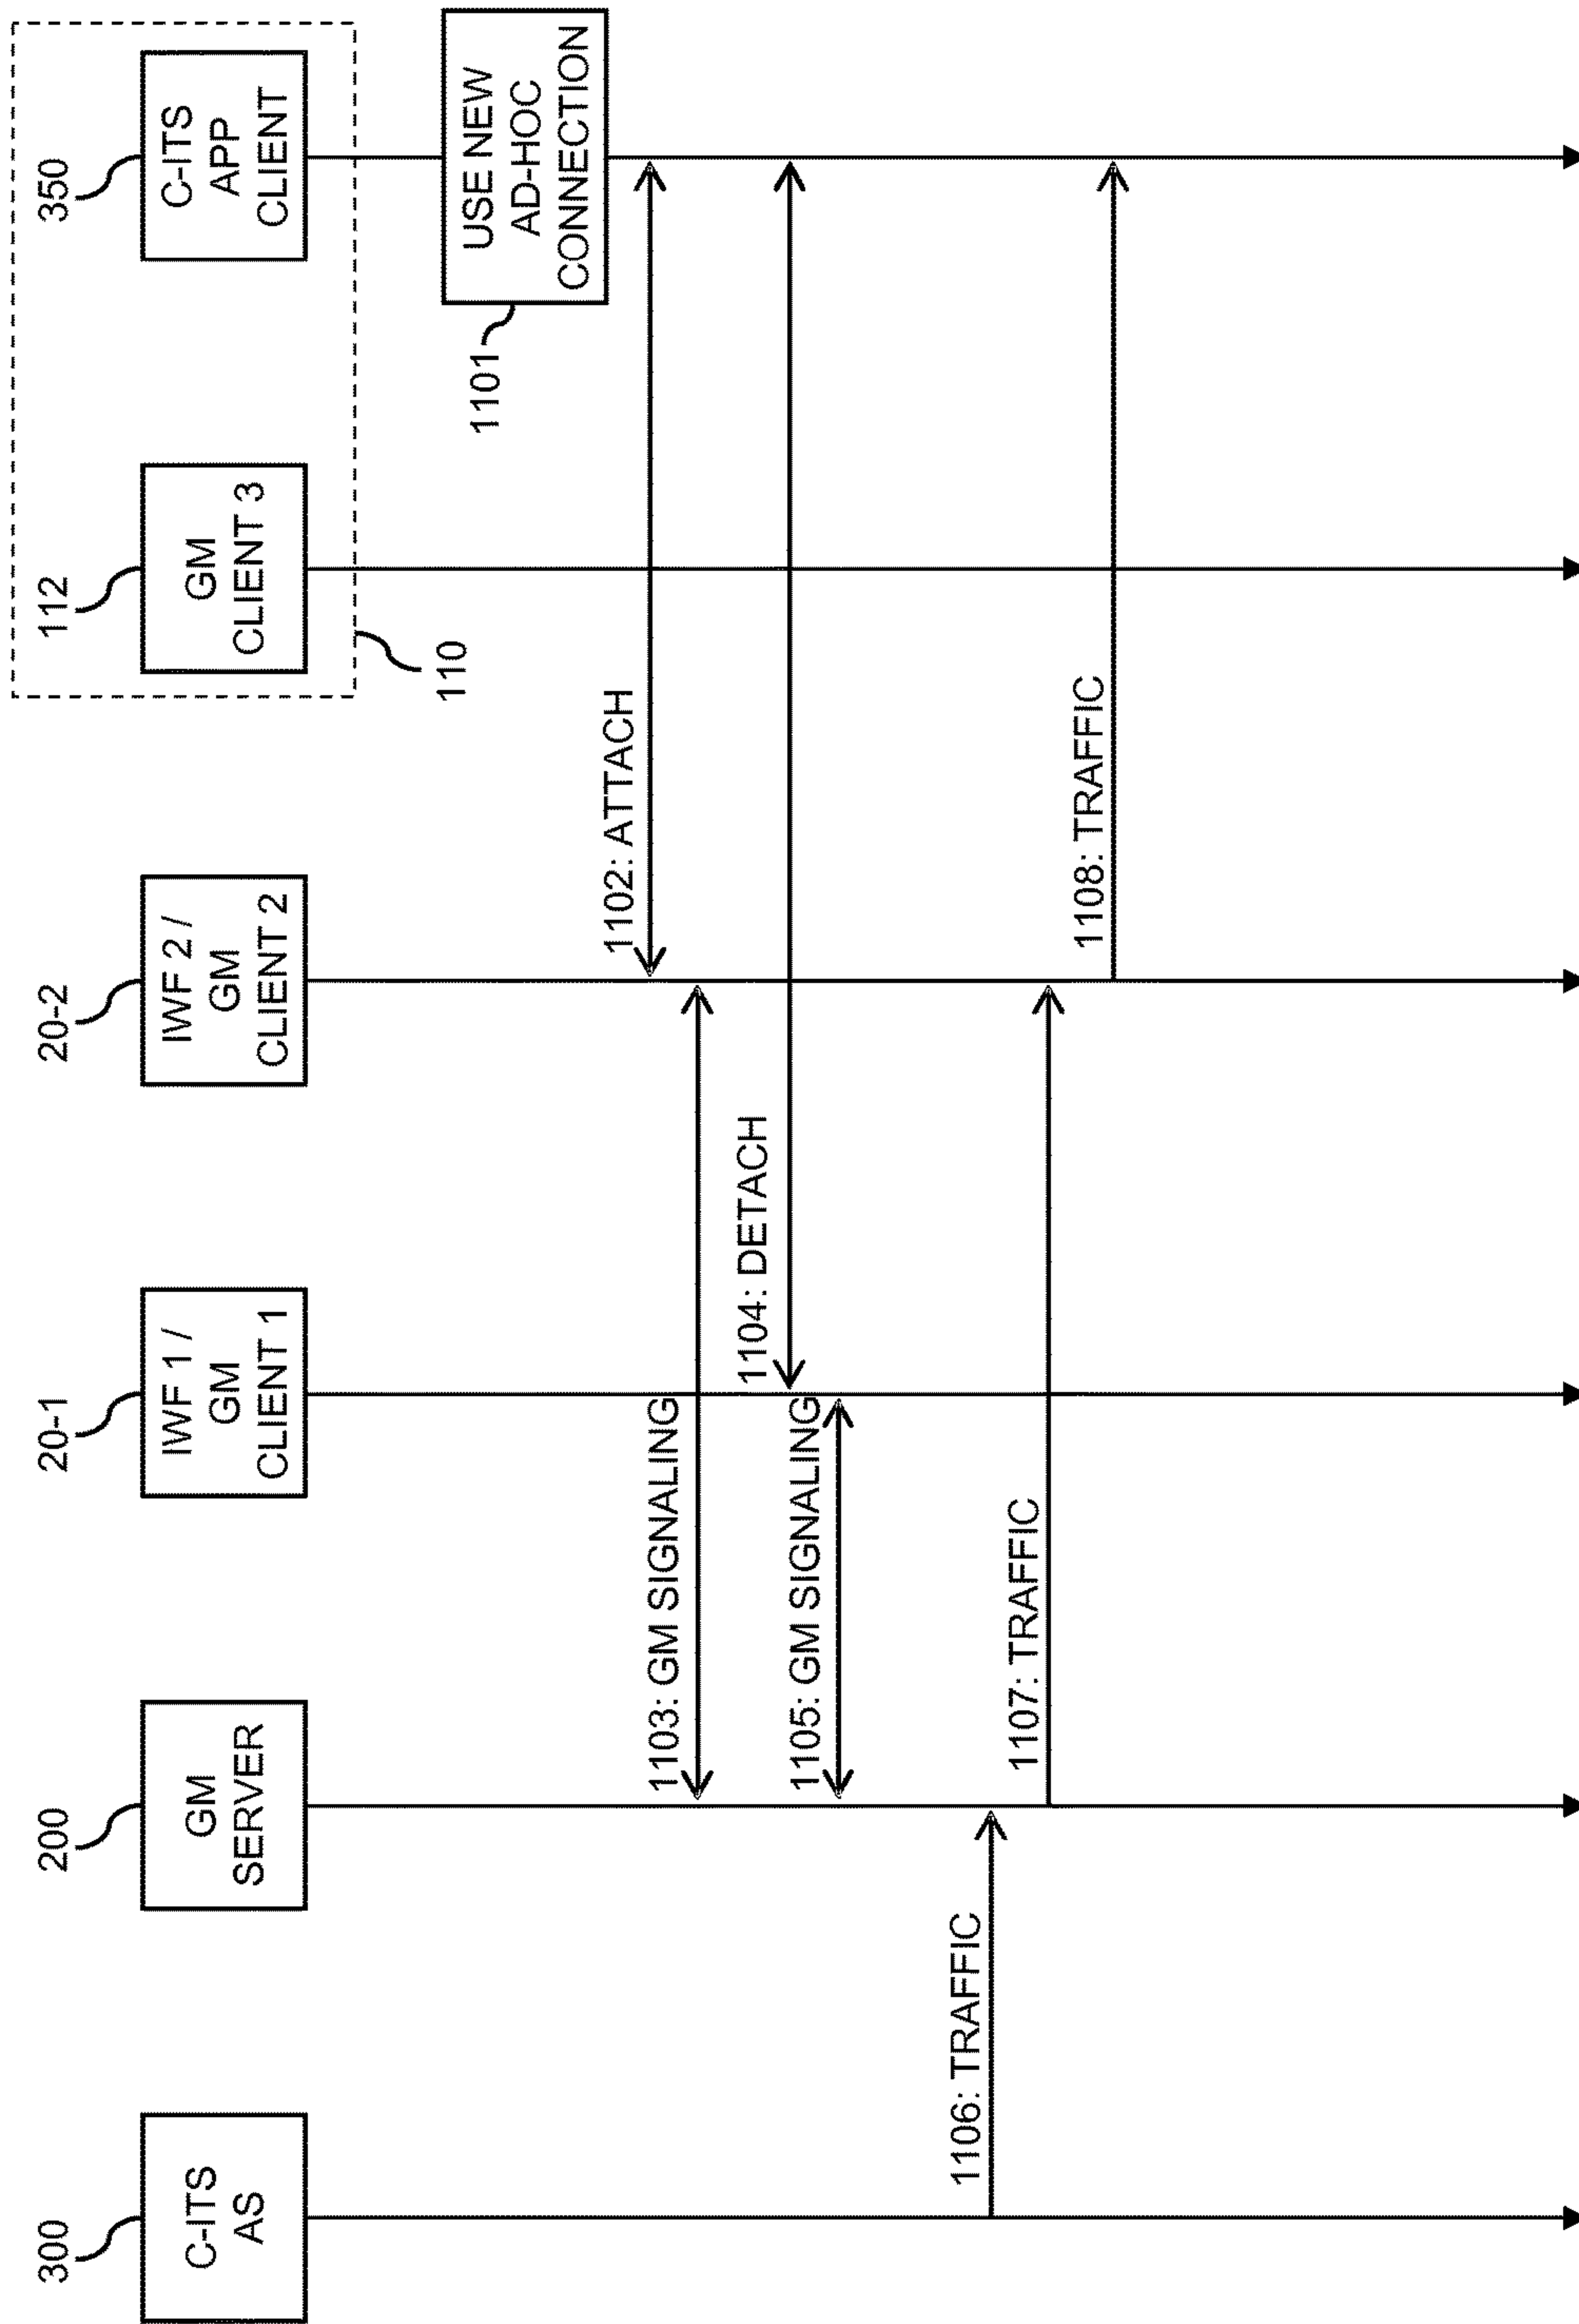 300
C-ITS
AS
200
GM
SERVER
20-1
IWF 1 /
GM
CLIENT 1
20-2
IWF 2 /
GM
CLIENT 2
112
GM
CLIENT 3
350
C-ITS
APP
CLIENT
110
1101
USE NEW
AD-HOC
CONNECTION
1102: ATTACH
1103: GM SIGNALING
1104: DETACH
1105: GM SIGNALING
1106: TRAFFIC
1107: TRAFFIC
1108: TRAFFIC